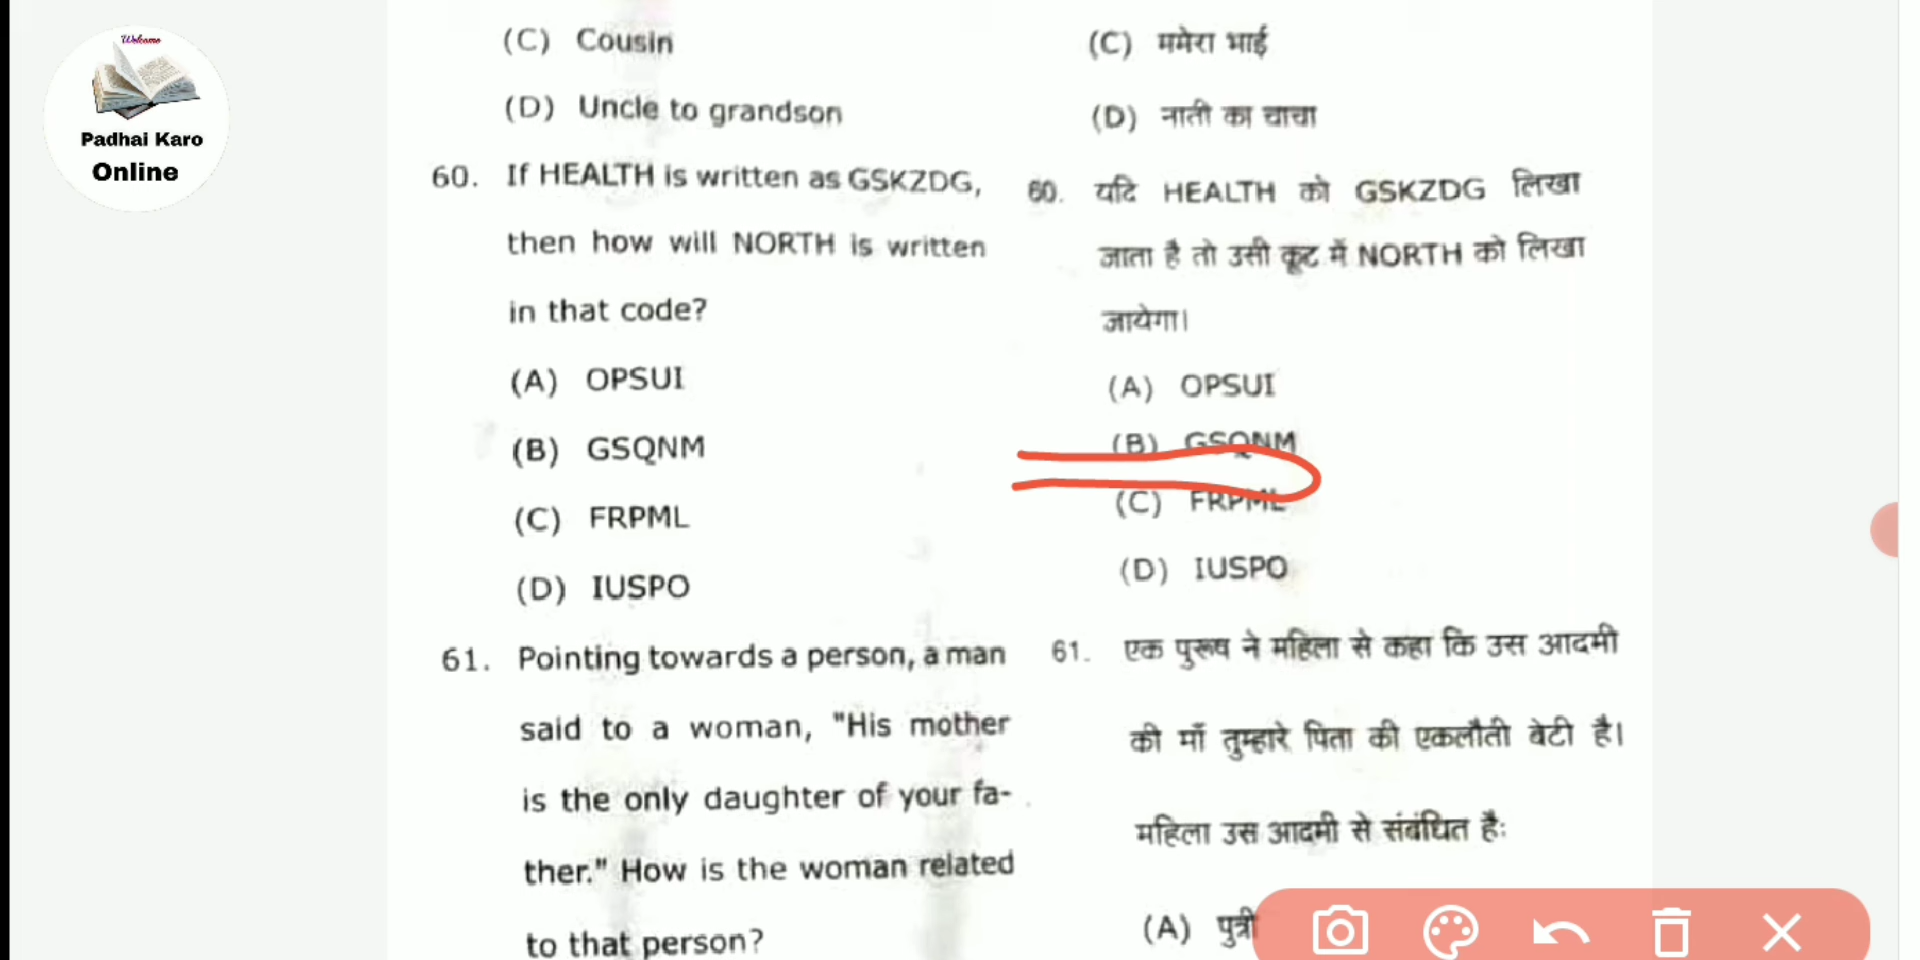 Welcome
Padhai Karo
Online
(C) Cousin
(D) Uncle to grandson
60. If HEALTH is written as GSKZDG,
then how will NORTH is written
in that code?
(A) OPSUI
(B) GSQNM
(C) FRPML
(D) IUSPO
61. Pointing towards a person, a man
said to a woman, "His mother
is the only daughter of your fa-
ther." How is the woman related
to that person?
(C) ममेरा भाई
(D) नाती का चाचा
60. यदि HEALTH को GSKZDG लिखा
जाता है तो उसी कूट में NORTH को लिखा
जायेगा।
(A) OPSUI
(B) GSQNM
(C) FRPML
(D) IUSPO
61. एक पुरूष ने महिला से कहा कि उस आदमी
की माँ तुम्हारे पिता की एकलौती बेटी है।
महिला उस आदमी से संबंधित है:
(A) पुत्री